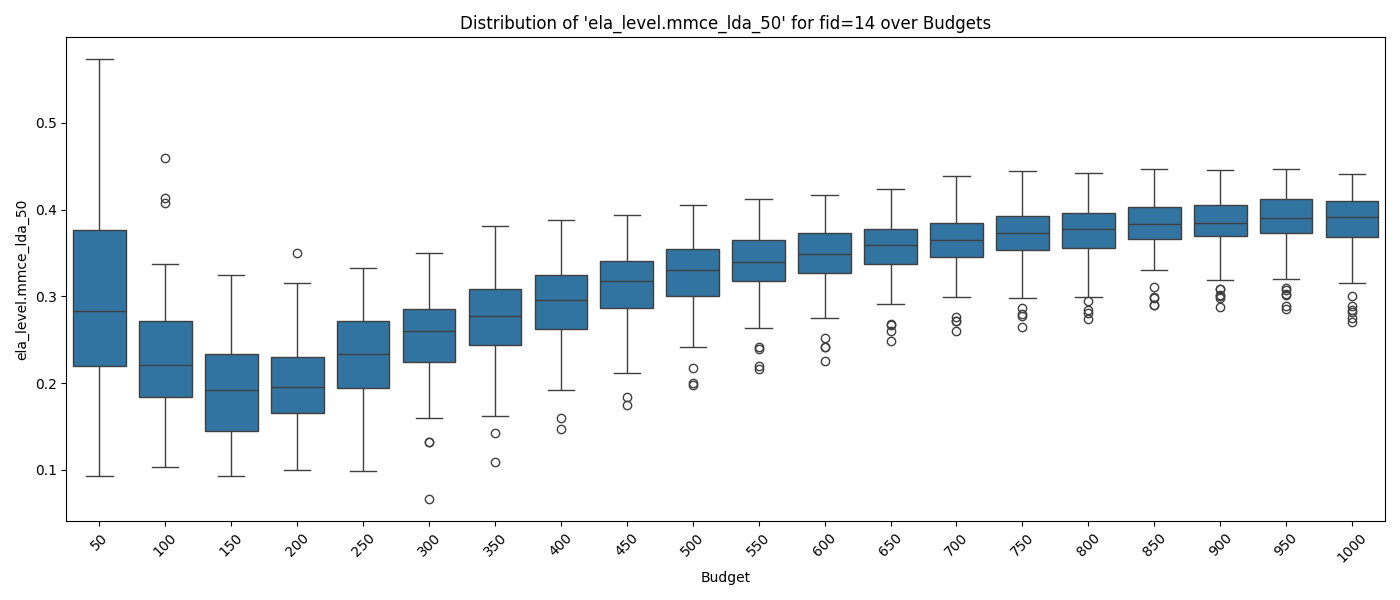 Distribution of 'ela_level.mmce_lda_50' for fid=14 over Budgets
ela_level.mmce_lda_50
0.5
0.4
0.3
0.2
0.1
50 100 150 200 250 300 350 400 450 500 550 600 650 700 750 800 850 900 950 1000
Budget